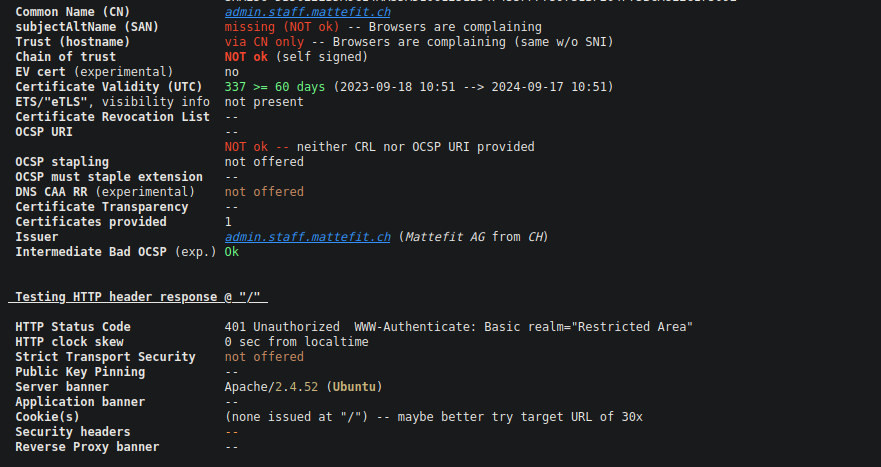 Common Name (CN) admin.staff.mattefit.ch
subjectAltName (SAN) missing (NOT ok) -- Browsers are complaining
Trust (hostname) via CN only -- Browsers are complaining (same w/o SNI)
Chain of trust NOT ok (self signed)
EV cert (experimental) no
Certificate Validity (UTC) 337 >= 60 days (2023-09-18 10:51 --> 2024-09-17 10:51)
ETS/"eTLS", visibility info not present
Certificate Revocation List --
OCSP URI --
NOT ok -- neither CRL nor OCSP URI provided
OCSP stapling not offered
OCSP must staple extension --
DNS CAA RR (experimental) not offered
Certificate Transparency --
Certificates provided 1
Issuer admin.staff.mattefit.ch (Mattefit AG from CH)
Intermediate Bad OCSP (exp.) Ok
Testing HTTP header response @ "/"
HTTP Status Code 401 Unauthorized WWW-Authenticate: Basic realm="Restricted Area"
HTTP clock skew 0 sec from localtime
Strict Transport Security not offered
Public Key Pinning --
Server banner Apache/2.4.52 (Ubuntu)
Application banner --
Cookie(s) (none issued at "/") -- maybe better try target URL of 30x
Security headers --
Reverse Proxy banner --